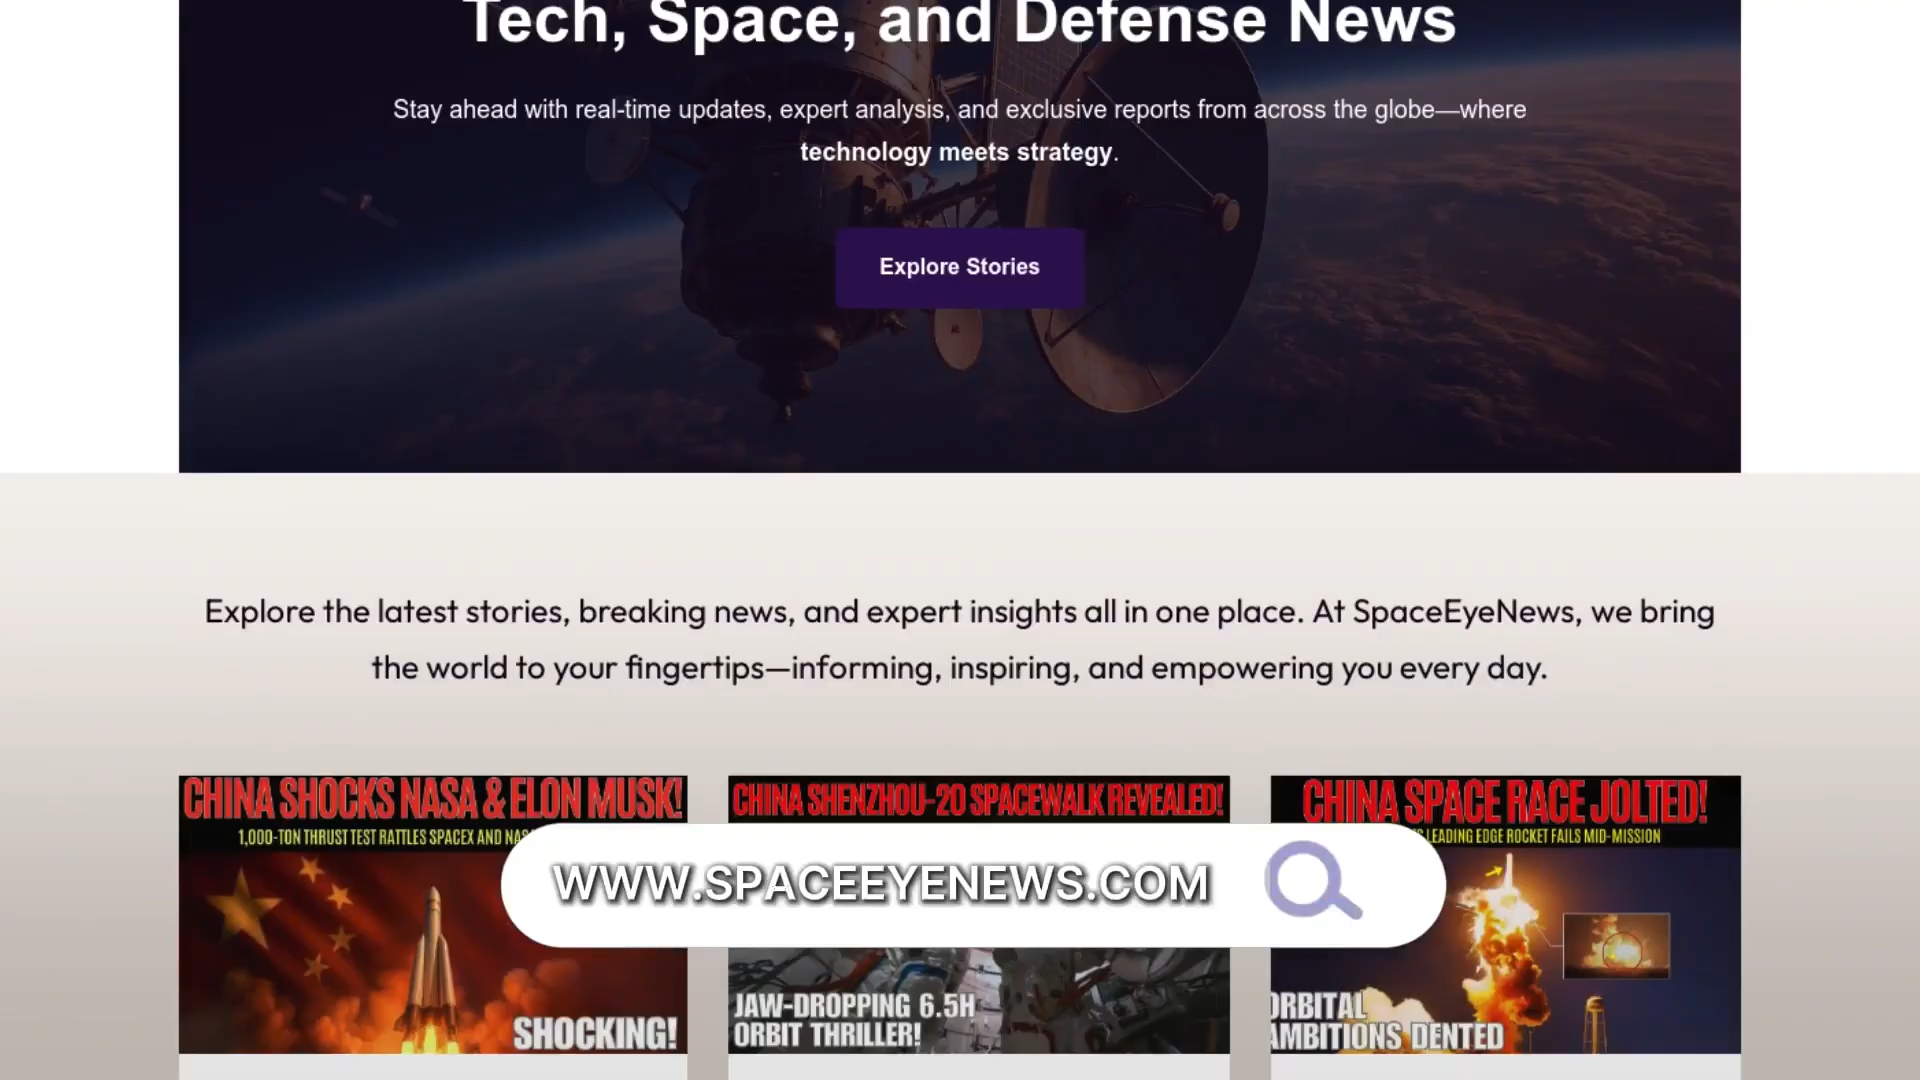 Tech, Space, and Defense News
Stay ahead with real-time updates, expert analysis, and exclusive reports from across the globe—where
technology meets strategy.
Explore Stories
Explore the latest stories, breaking news, and expert insights all in one place. At SpaceEyeNews, we bring
the world to your fingertips—informing, inspiring, and empowering you every day.
CHINA SHOCKS NASA & ELON MUSK!
1,000-TON THRUST TEST RATTLES SPACEX AND
SHOCKING!
CHINA SHENZHOU-20 SPACEWALK REVEALED!
JAW-DROPPING 6.5H
ORBIT THRILLER!
CHINA SPACE RACE JOLTED!
LEADING EDGE ROCKET FAILS MID-MISSION
ORBITAL
AMBITIONS DENTED
WWW.SPACEEYENEWS.COM